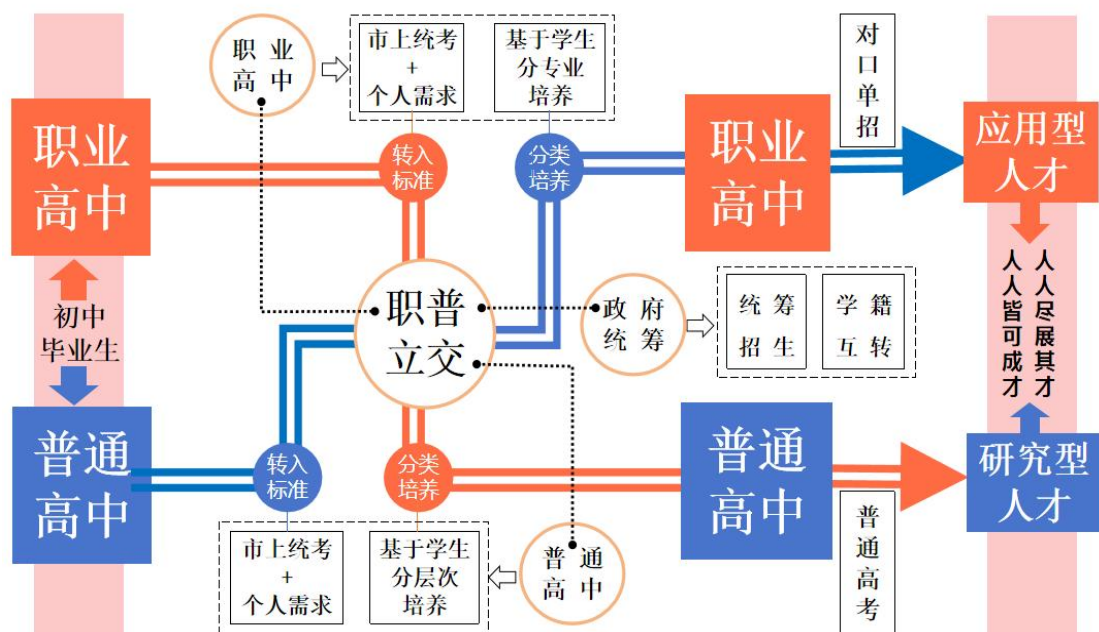 职 业
高 中
市上统考
+
个人需求
基于学生
分专业
培养
对
口
单
招
职业
高中
转入
标准
分类
培养
职业
高中
应用型
人才
初中
毕业生
职普
立交
政 府
统 筹
统 筹
招 生
学 籍
互 转
人人尽展其才
人人皆可成才
普通
高中
转入
标准
分类
培养
普通
高中
研究型
人才
市上统考
+
个人需求
基于学生
分层次
培养
普 通
高 中
普
通
高
考